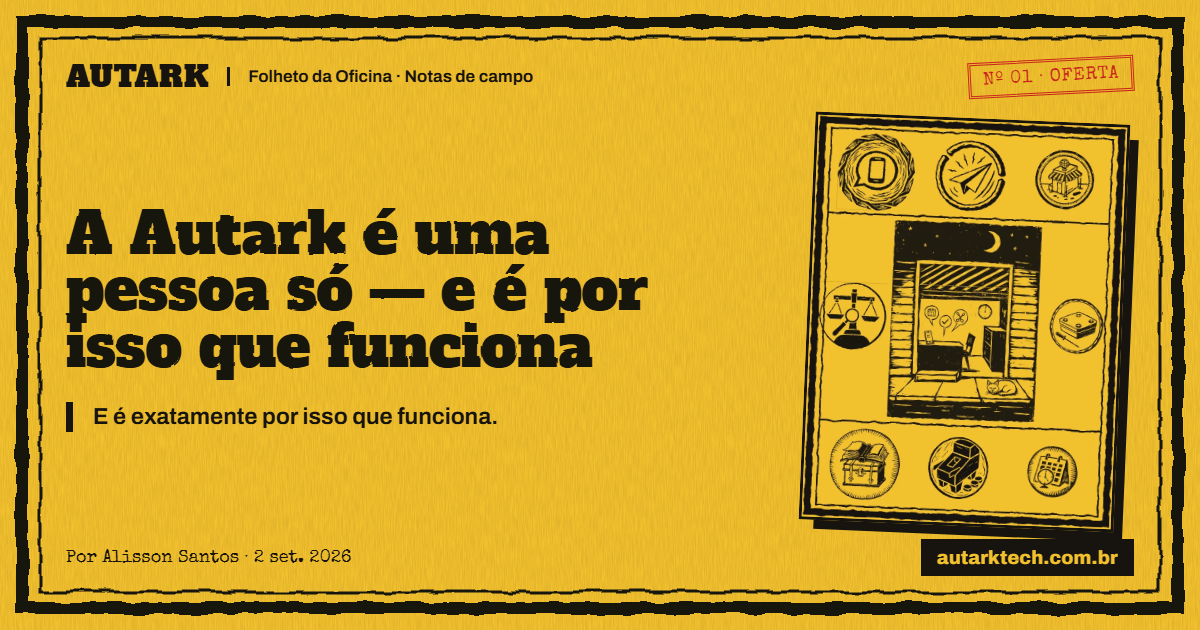 AUTARK
Folheto da Oficina · Notas de campo
Nº 01 · OFERTA
A Autark é uma
pessoa só — e é por
isso que funciona
E é exatamente por isso que funciona.
Por Alisson Santos · 2 set. 2026
autarktech.com.br